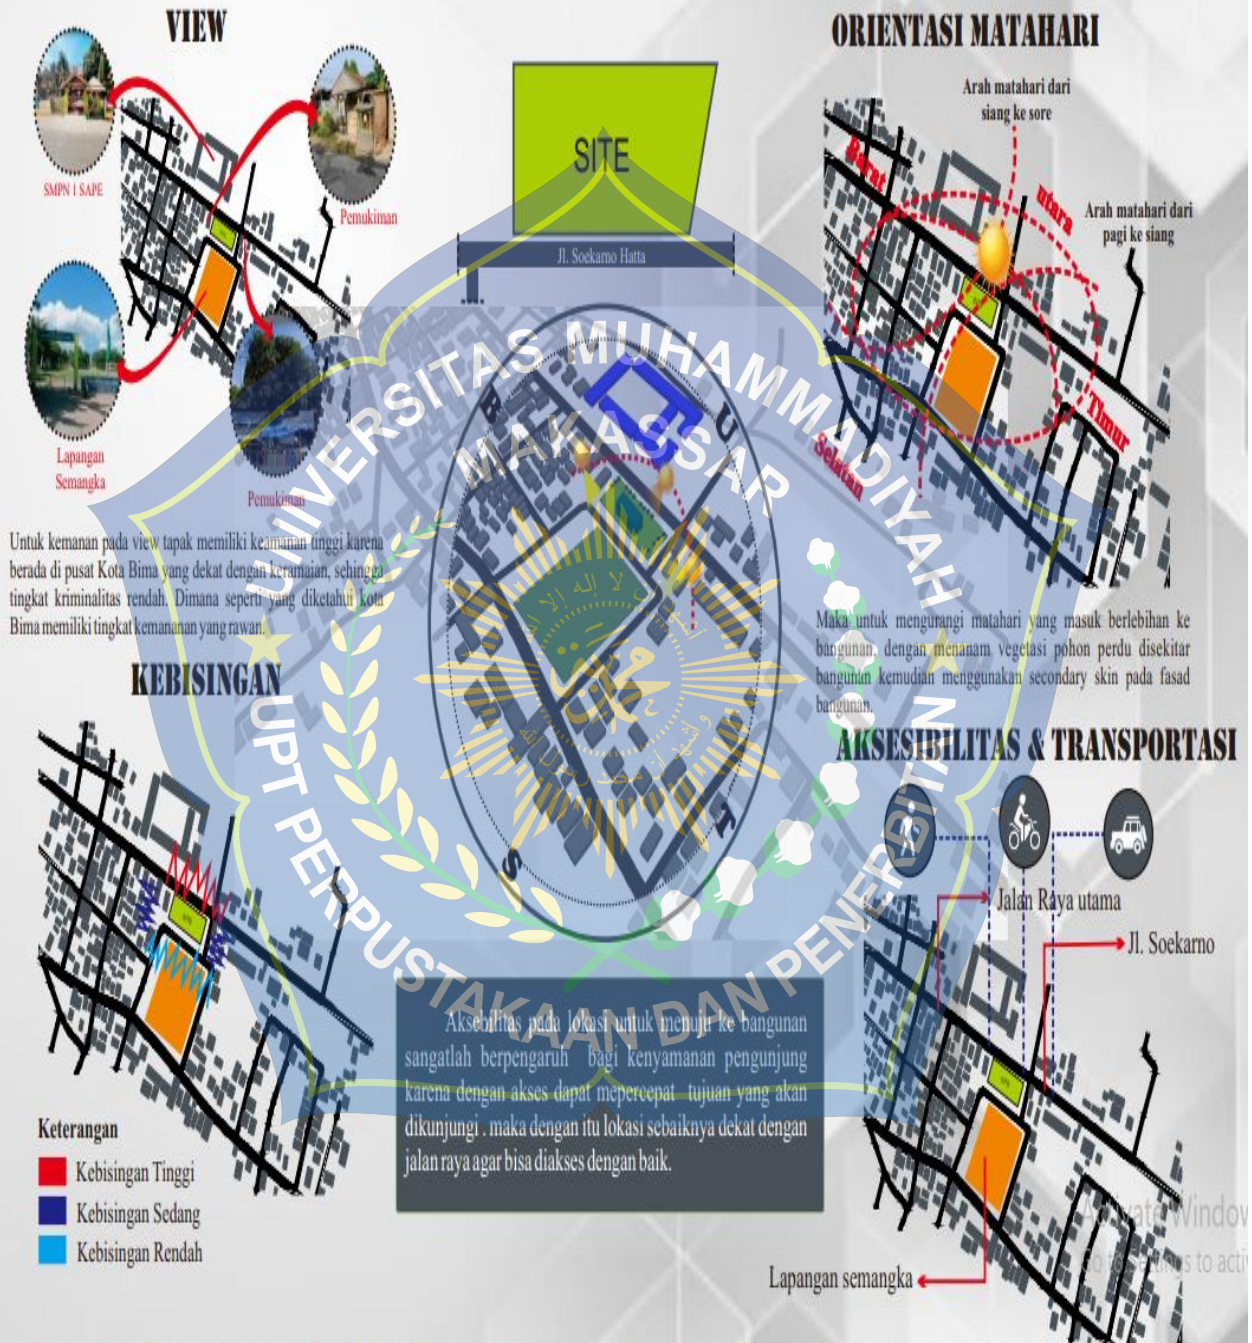 VIEW
SMPN 1 SAPE
Pemukiman
Lapangan
Semangka
Pemukiman
Untuk kemanan pada view tapak memiliki keamanan tinggi karena
berada di pusat Kota Bima yang dekat dengan keramaian, sehingga
tingkat kriminalitas rendah. Dimana seperti yang diketahui kota
Bima memiliki tingkat kemananan yang rawan.
SITE
Jl. Soekarno Hatta
ORIENTASI MATAHARI
Arah matahari dari
siang ke sore
Arah matahari dari
pagi ke siang
Barat
utara
Timur
Selatan
Maka untuk mengurangi matahari yang masuk berlebihan ke
bangunan, dengan menanam vegetasi pohon perdu disekitar
bangunan kemudian menggunakan secondary skin pada fasad
bangunan.
B
U
T
S
UNIVERSITAS MUHAMMADIYAH
MAKASSAR
UPT PERPUSTAKAAN DAN PENERBITAN
KEBISINGAN
Keterangan
Kebisingan Tinggi
Kebisingan Sedang
Kebisingan Rendah
Aksebilitas pada lokasi untuk menuju ke bangunan
sangatlah berpengaruh bagi kenyamanan pengunjung
karena dengan akses dapat mepercepat tujuan yang akan
dikunjungi . maka dengan itu lokasi sebaiknya dekat dengan
jalan raya agar bisa diakses dengan baik.
AKSESIBILITAS & TRANSPORTASI
Jalan Raya utama
Jl. Soekarno
Lapangan semangka